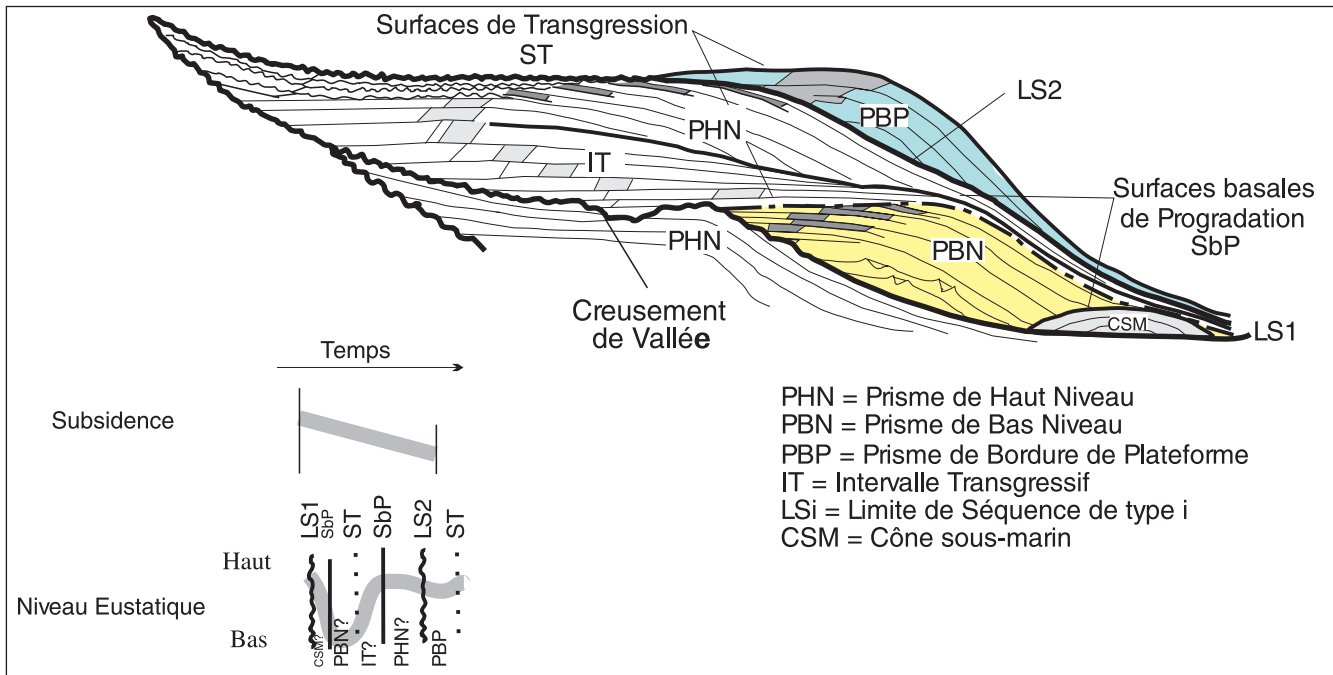 Surfaces de Transgression
ST
LS2
PBP
PHN
IT
Surfaces basales
de Progradation
SbP
PHN
PBN
Creusement
de Vallée
CSM
LS1
Temps
Subsidence
PHN = Prisme de Haut Niveau
PBN = Prisme de Bas Niveau
PBP = Prisme de Bordure de Plateforme
IT = Intervalle Transgressif
LSi = Limite de Séquence de type i
CSM = Cône sous-marin
LS1
SbP
ST
SbP
LS2
ST
Haut
Niveau Eustatique
Bas
CSM?
PBN?
IT?
PHN?
PBP